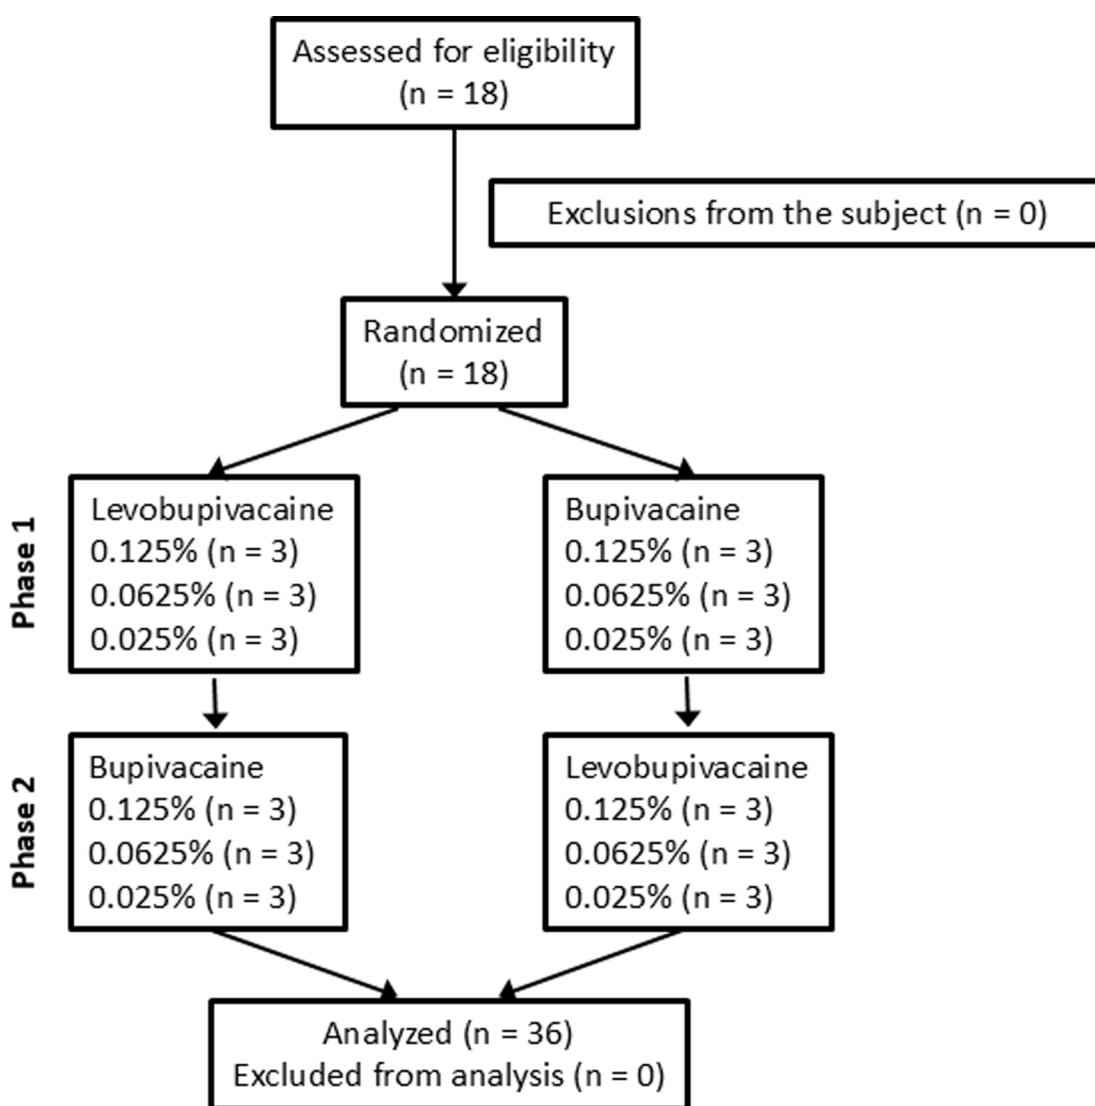 Assessed for eligibility
(n = 18)
Exclusions from the subject (n = 0)
Randomized
(n = 18)
Phase 1
Levobupivacaine
0.125% (n = 3)
0.0625% (n = 3)
0.025% (n = 3)
Bupivacaine
0.125% (n = 3)
0.0625% (n = 3)
0.025% (n = 3)
Phase 2
Bupivacaine
0.125% (n = 3)
0.0625% (n = 3)
0.025% (n = 3)
Levobupivacaine
0.125% (n = 3)
0.0625% (n = 3)
0.025% (n = 3)
Analyzed (n = 36)
Excluded from analysis (n = 0)